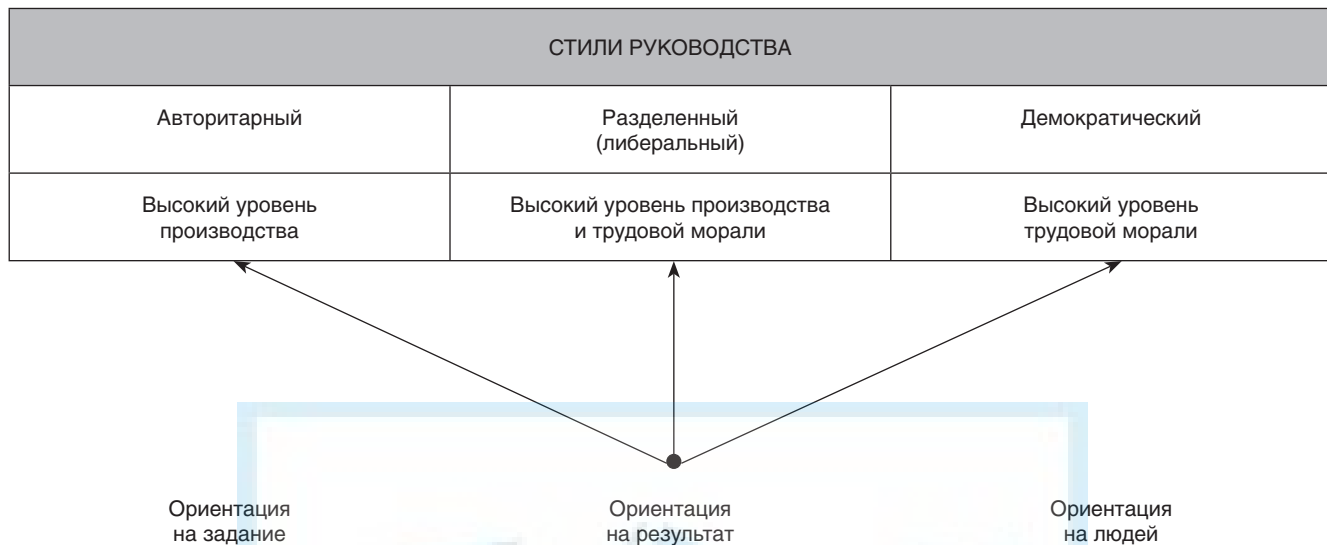 СТИЛИ РУКОВОДСТВА
Авторитарный
Разделенный
(либеральный)
Демократический
Высокий уровень
производства
Высокий уровень производства
и трудовой морали
Высокий уровень
трудовой морали
Ориентация
на задание
Ориентация
на результат
Ориентация
на людей